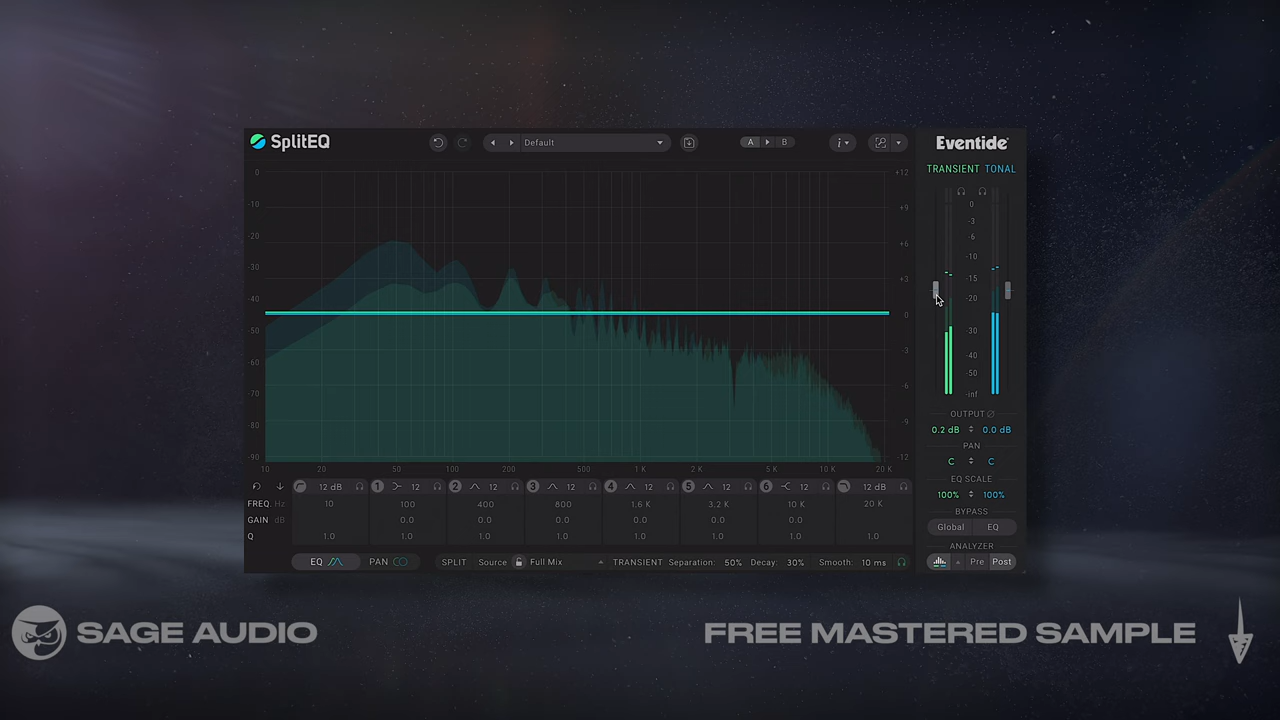 SplitEQ
Default
A B
i
Eventide
TRANSIENT TONAL
0 -10 -20 -30 -40 -50 -60 -70 -80 -90
+12 +9 +6 +3 0 -3 -6 -9 -12
0 -3 -6 -10 -15 -20 -30 -40 -50 -inf
10 20 50 100 200 500 1 K 2 K 5 K 10 K 20 K
OUTPUT Ø
0.2 dB 0.0 dB
PAN
C C
EQ SCALE
100% 100%
BYPASS
Global EQ
ANALYZER
Pre Post
12 dB 1 12 2 12 3 12 4 12 5 12 6 12 12 dB
FREQ. Hz 10 100 400 800 1.6 K 3.2 K 10 K 20 K
GAIN dB 0.0 0.0 0.0 0.0 0.0 0.0
Q 1.0 1.0 1.0 1.0 1.0 1.0 1.0 1.0
EQ PAN SPLIT Source Full Mix TRANSIENT Separation: 50% Decay: 30% Smooth: 10 ms
SAGE AUDIO
FREE MASTERED SAMPLE